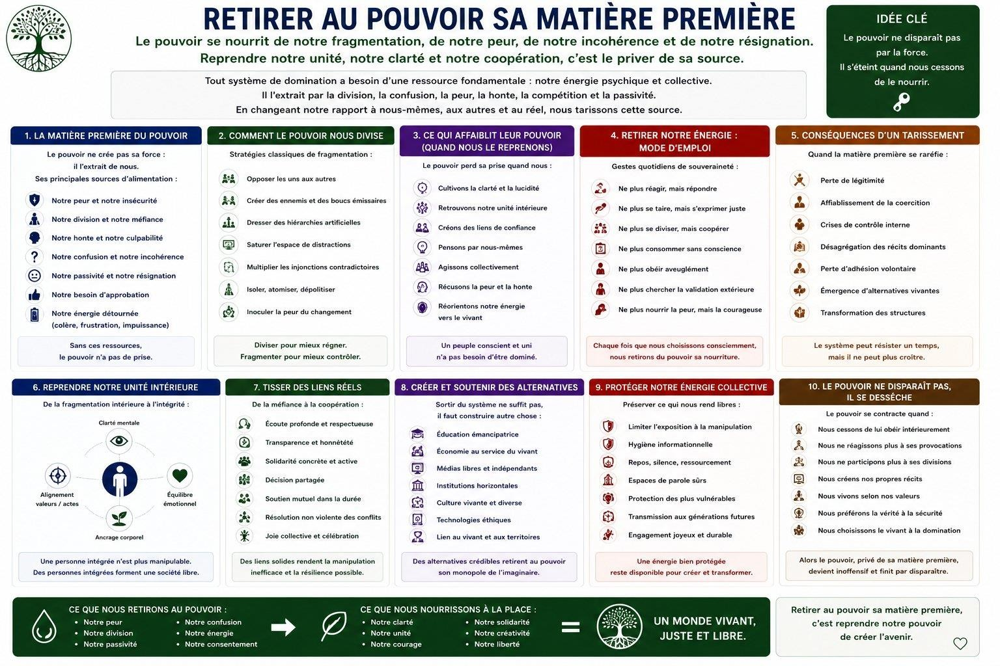 RETIRER AU POUVOIR SA MATIÈRE PREMIÈRE
Le pouvoir se nourrit de notre fragmentation, de notre peur, de notre incohérence et de notre résignation.
Reprendre notre unité, notre clarté et notre coopération, c'est le priver de sa source.
Tout système de domination a besoin d'une ressource fondamentale : notre énergie psychique et collective.
Il l'extrait par la division, la confusion, la peur, la honte, la compétition et la passivité.
En changeant notre rapport à nous-mêmes, aux autres et au réel, nous tarissons cette source.
IDÉE CLÉ
Le pouvoir ne disparaît pas
par la force.
Il s'éteint quand nous cessons
de le nourrir.
1. LA MATIÈRE PREMIÈRE DU POUVOIR
Le pouvoir ne crée pas sa force :
il l'extrait de nous.
Ses principales sources d'alimentation :
Notre peur et notre insécurité
Notre division et notre méfiance
Notre honte et notre culpabilité
Notre confusion et notre incohérence
Notre passivité et notre résignation
Notre besoin d'approbation
Notre énergie détournée
(colère, frustration, impuissance)
Sans ces ressources,
le pouvoir n'a pas de prise.
2. COMMENT LE POUVOIR NOUS DIVISE
Stratégies classiques de fragmentation :
Opposer les uns aux autres
Créer des ennemis et des boucs émissaires
Dresser des hiérarchies artificielles
Saturer l'espace de distractions
Multiplier les injonctions contradictoires
Isoler, atomiser, dépolitiser
Inoculer la peur du changement
Diviser pour mieux régner.
Fragmenter pour mieux contrôler.
3. CE QUI AFFAIBLIT LEUR POUVOIR
(QUAND NOUS LE REPRENONS)
Le pouvoir perd sa prise quand nous :
Cultivons la clarté et la lucidité
Retrouvons notre unité intérieure
Créons des liens de confiance
Pensons par nous-mêmes
Agissons collectivement
Récusons la peur et la honte
Réorientons notre énergie
vers le vivant
Un peuple conscient et uni
n'a pas besoin d'être dominé.
4. RETIRER NOTRE ÉNERGIE :
MODE D'EMPLOI
Gestes quotidiens de souveraineté :
Ne plus réagir, mais répondre
Ne plus se taire, mais s'exprimer juste
Ne plus se diviser, mais coopérer
Ne plus consommer sans conscience
Ne plus obéir aveuglément
Ne plus chercher la validation extérieure
Ne plus nourrir la peur, mais la courageuse
Chaque fois que nous choisissons consciemment,
nous retirons du pouvoir sa nourriture.
5. CONSÉQUENCES D'UN TARISSEMENT
Quand la matière première se raréfie :
Perte de légitimité
Affiablissement de la coercition
Crises de contrôle interne
Désagrégation des récits dominants
Perte d'adhésion volontaire
Émergence d'alternatives vivantes
Transformation des structures
Le système peut résister un temps,
mais il ne peut plus croître.
6. REPRENDRE NOTRE UNITÉ INTÉRIEURE
De la fragmentation intérieure à l'intégrité :
Clarté mentale
Alignement
valeurs / actes
Équilibre
émotionnel
Ancrage corporel
Une personne intégrée n'est plus manipulable.
Des personnes intégrées forment une société libre.
7. TISSER DES LIENS RÉELS
De la méfiance à la coopération :
Écoute profonde et respectueuse
Transparence et honnêteté
Solidarité concrète et active
Décision partagée
Soutien mutuel dans la durée
Résolution non violente des conflits
Joie collective et célébration
Des liens solides rendent la manipulation
inefficace et la résilience possible.
8. CRÉER ET SOUTENIR DES ALTERNATIVES
Sortir du système ne suffit pas,
il faut construire autre chose :
Éducation émancipatrice
Économie au service du vivant
Médias libres et indépendants
Institutions horizontales
Culture vivante et diverse
Technologies éthiques
Lien au vivant et aux territoires
Des alternatives crédibles retirent au pouvoir
son monopole de l'imaginaire.
9. PROTÉGER NOTRE ÉNERGIE COLLECTIVE
Préserver ce qui nous rend libres :
Limiter l'exposition à la manipulation
Hygiène informationnelle
Repos, silence, ressourcement
Espaces de parole sûrs
Protection des plus vulnérables
Transmission aux générations futures
Engagement joyeux et durable
Une énergie bien protégée
reste disponible pour créer et transformer.
10. LE POUVOIR NE DISPARAÎT PAS,
IL SE DESSÉCHE
Le pouvoir se contracte quand :
Nous cessons de lui obéir intérieurement
Nous ne réagissons plus à ses provocations
Nous ne participons plus à ses divisions
Nous créens nos propres récits
Nous vivons selon nos valeurs
Nous préférons la vérité à la sécurité
Nous choisissons le vivant à la domination
Alors le pouvoir, privé de sa matière première,
devient inoffensif et finit par disparaître.
CE QUE NOUS RETIRONS AU POUVOIR :
• Notre peur
• Notre division
• Notre passivité
• Notre confusion
• Notre énergie
• Notre consentement
CE QUE NOUS NOURRISSONS À LA PLACE :
• Notre clarté
• Notre unité
• Notre courage
• Notre solidarité
• Notre créativité
• Notre liberté
=
UN MONDE VIVANT,
JUSTE ET LIBRE.
Retirer au pouvoir sa matière première,
c'est reprendre notre pouvoir
de créer l'avenir.